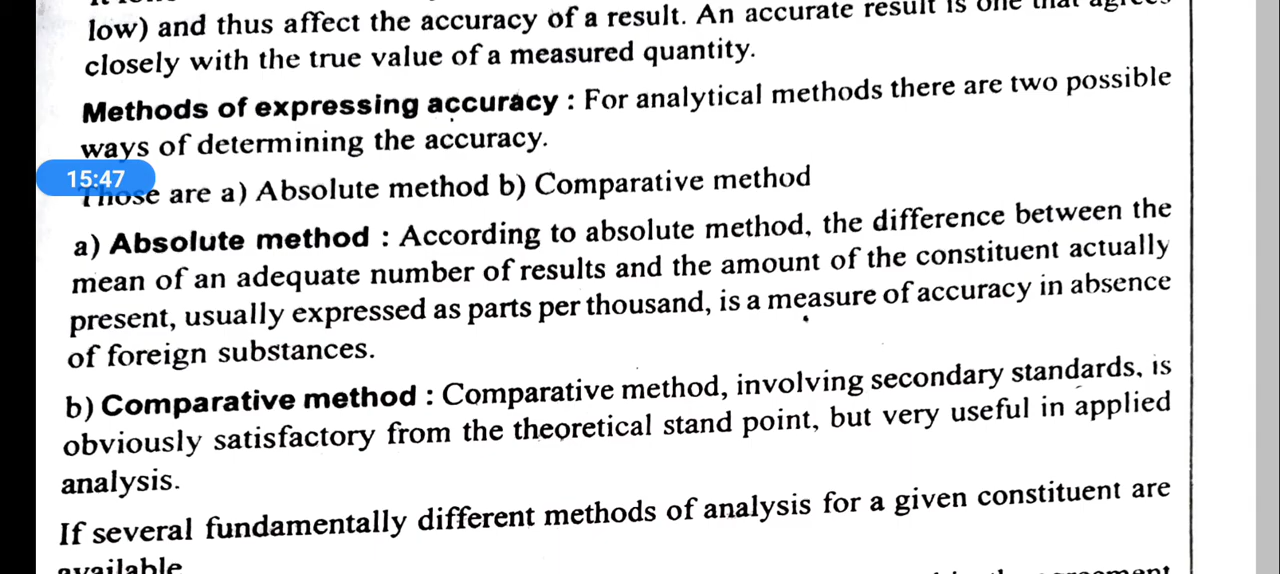 low) and thus affect the accuracy of a result. An accurate result is one that agrees
closely with the true value of a measured quantity.
Methods of expressing accuracy : For analytical methods there are two possible
ways of determining the accuracy.
15:47
Those are a) Absolute method b) Comparative method
a) Absolute method : According to absolute method, the difference between the
mean of an adequate number of results and the amount of the constituent actually
present, usually expressed as parts per thousand, is a measure of accuracy in absence
of foreign substances.
b) Comparative method : Comparative method, involving secondary standards, is
obviously satisfactory from the theoretical stand point, but very useful in applied
analysis.
If several fundamentally different methods of analysis for a given constituent are
available
agreement